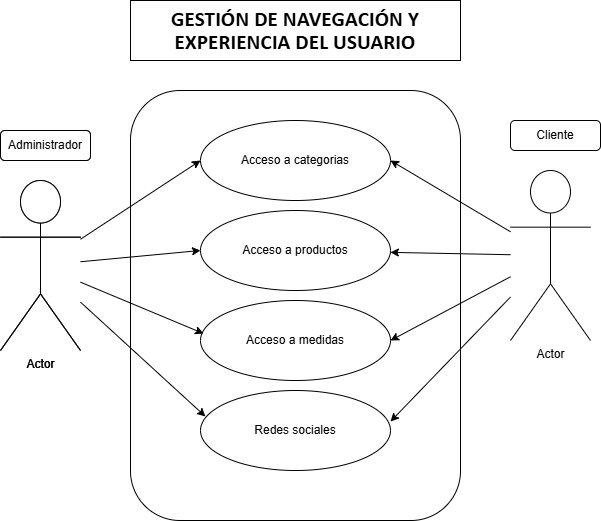 GESTIÓN DE NAVEGACIÓN Y
EXPERIENCIA DEL USUARIO
Administrador
Cliente
Acceso a categorias
Acceso a productos
Acceso a medidas
Redes sociales
Actor
Actor